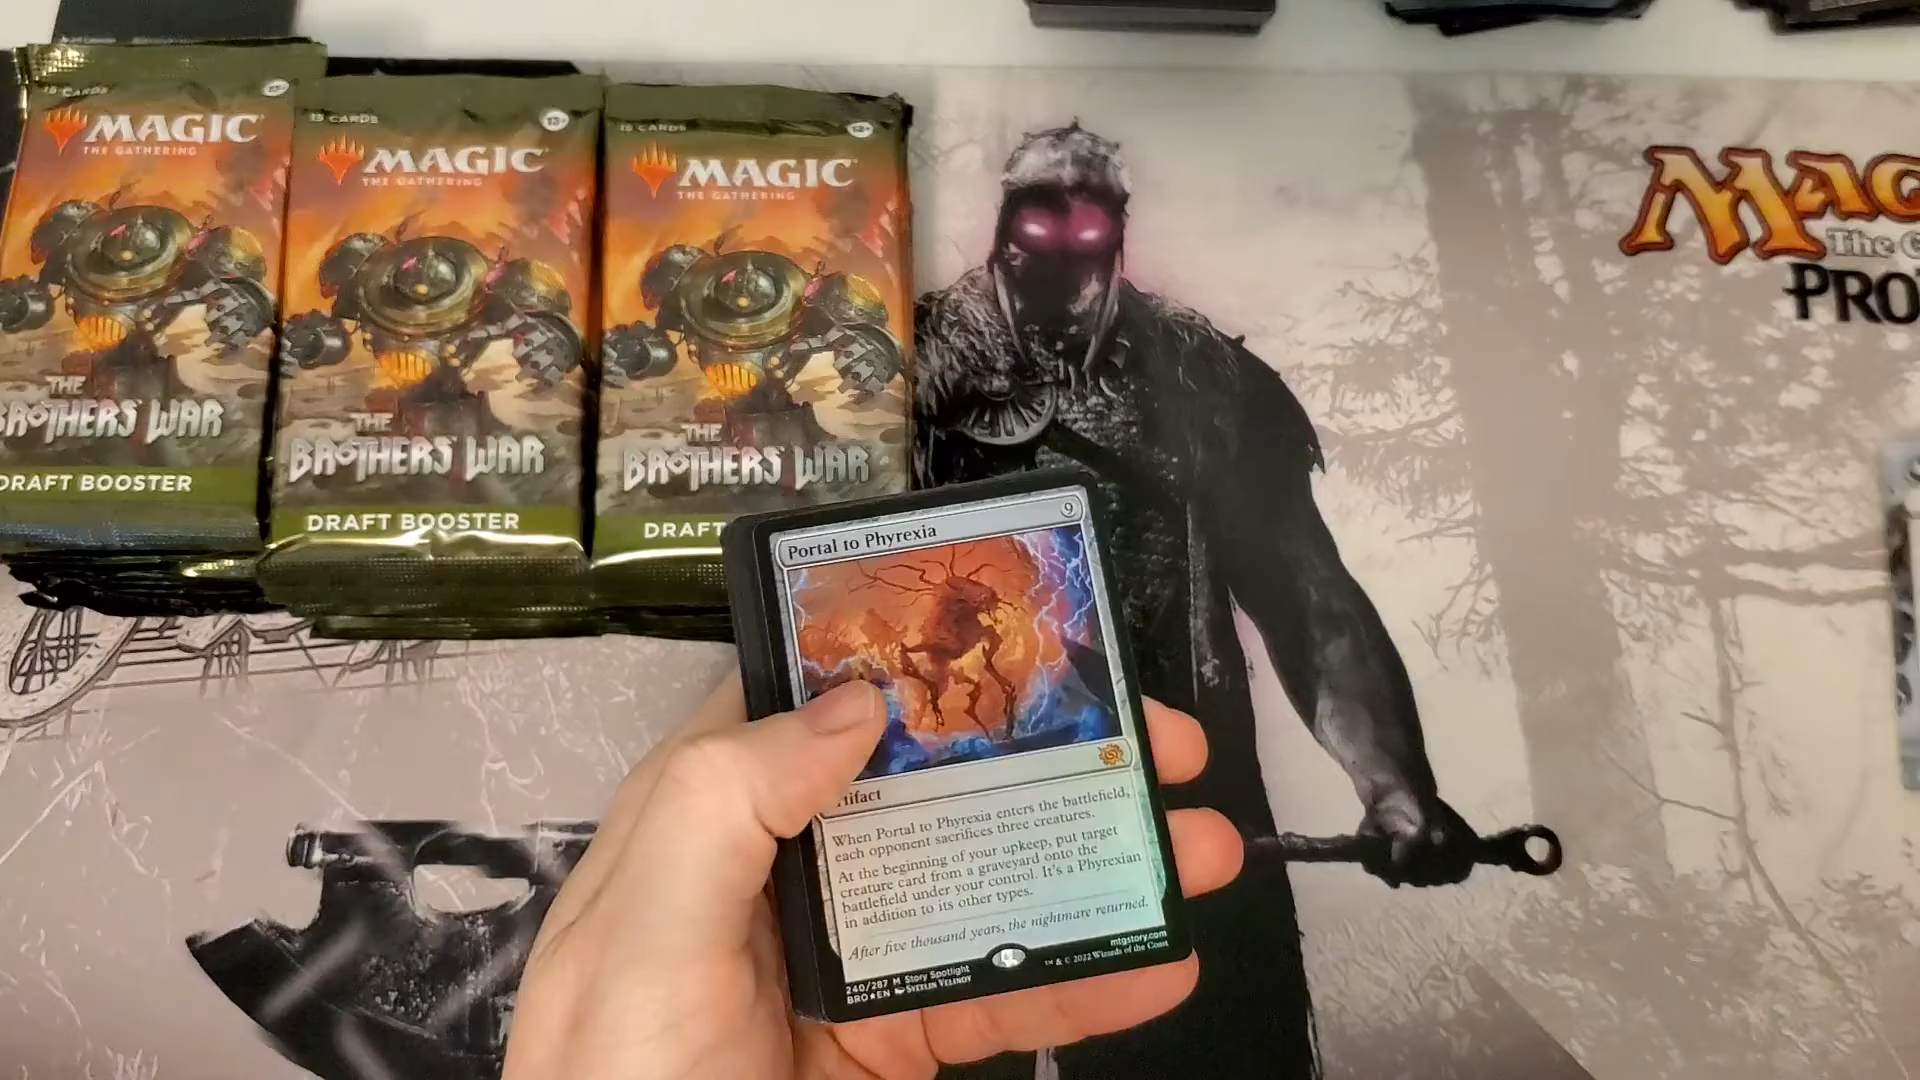 15 CARDS
13+
MAGIC
THE GATHERING
THE
BROTHERS' WAR
DRAFT BOOSTER
15 CARDS
13+
MAGIC
THE GATHERING
THE
BROTHERS' WAR
DRAFT BOOSTER
15 CARDS
13+
MAGIC
THE GATHERING
THE
BROTHERS' WAR
DRAFT
MAG
The G
PRO
Portal to Phyrexia
9
tifact
When Portal to Phyrexia enters the battlefield,
each opponent sacrifices three creatures.
At the beginning of your upkeep, put target
creature card from a graveyard onto the
battlefield under your control. It's a Phyrexian
in addition to its other types.
After five thousand years, the nightmare returned.
mtgstory.com
240/287 M Story Spotlight
BRO★EN SVETLIN VELINOV
™ & © 2022 Wizards of the Coast